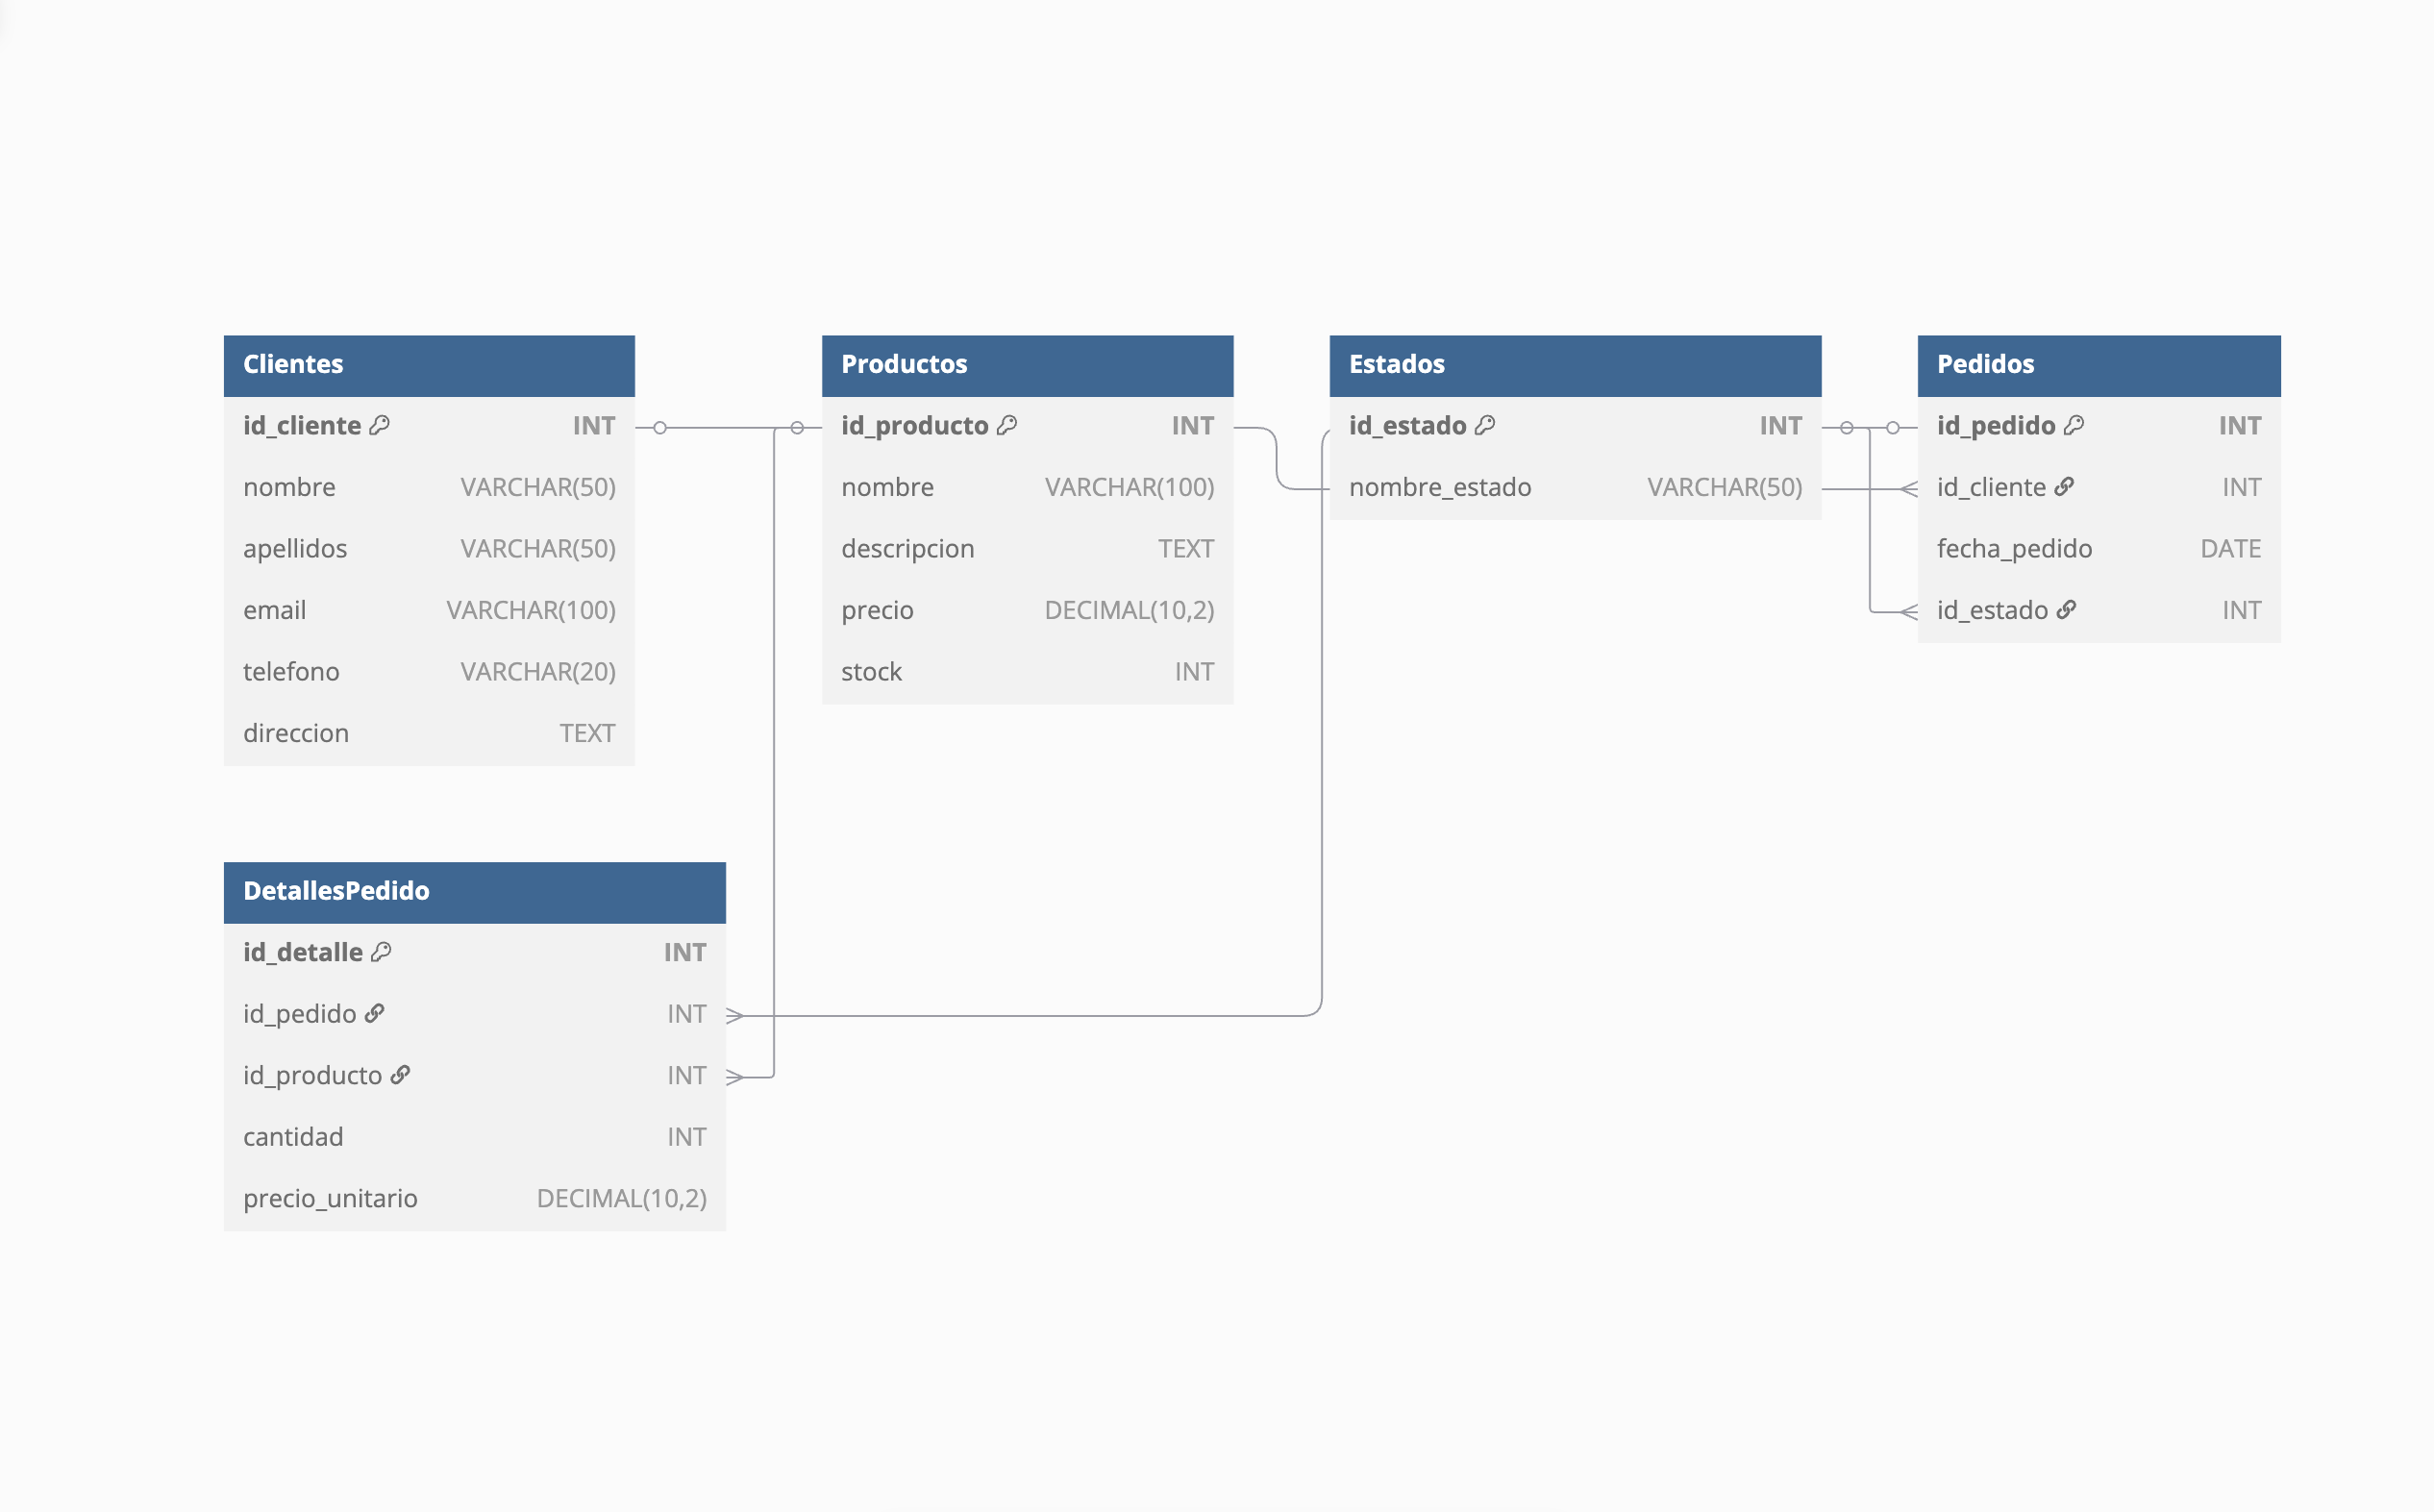 Clientes
id_cliente INT
nombre VARCHAR(50)
apellidos VARCHAR(50)
email VARCHAR(100)
telefono VARCHAR(20)
direccion TEXT
Productos
id_producto INT
nombre VARCHAR(100)
descripcion TEXT
precio DECIMAL(10,2)
stock INT
Estados
id_estado INT
nombre_estado VARCHAR(50)
Pedidos
id_pedido INT
id_cliente INT
fecha_pedido DATE
id_estado INT
DetallesPedido
id_detalle INT
id_pedido INT
id_producto INT
cantidad INT
precio_unitario DECIMAL(10,2)